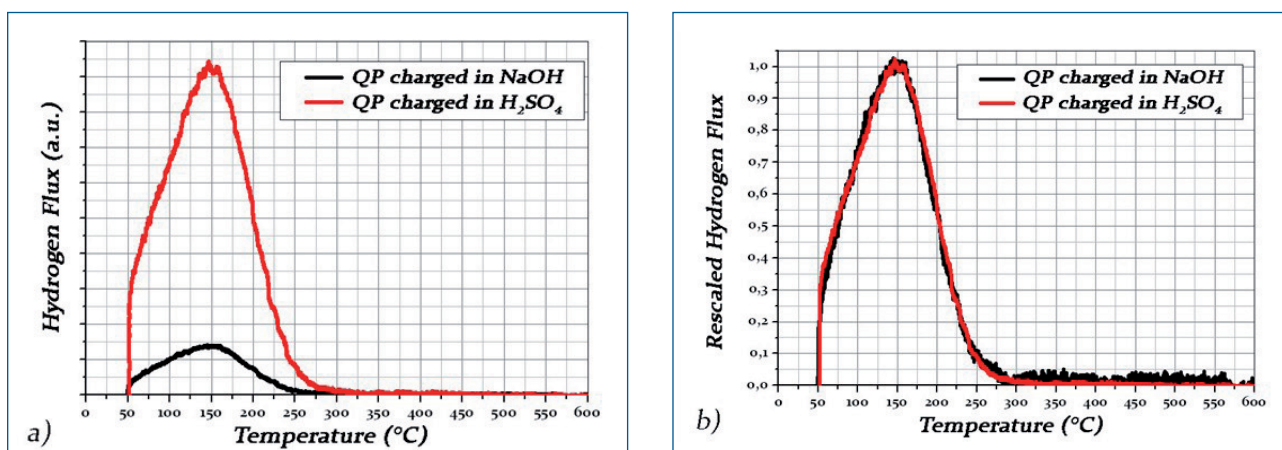 Hydrogen Flux (a.u.)
QP charged in NaOH
QP charged in H₂SO₄
0 50 100 150 200 250 300 350 400 450 500 550 600
Temperature (°C)
a)
Rescaled Hydrogen Flux
1,0
0,9
0,8
0,7
0,6
0,5
0,4
0,3
0,2
0,1
0,0
QP charged in NaOH
QP charged in H₂SO₄
0 50 100 150 200 250 300 350 400 450 500 550 600
Temperature (°C)
b)